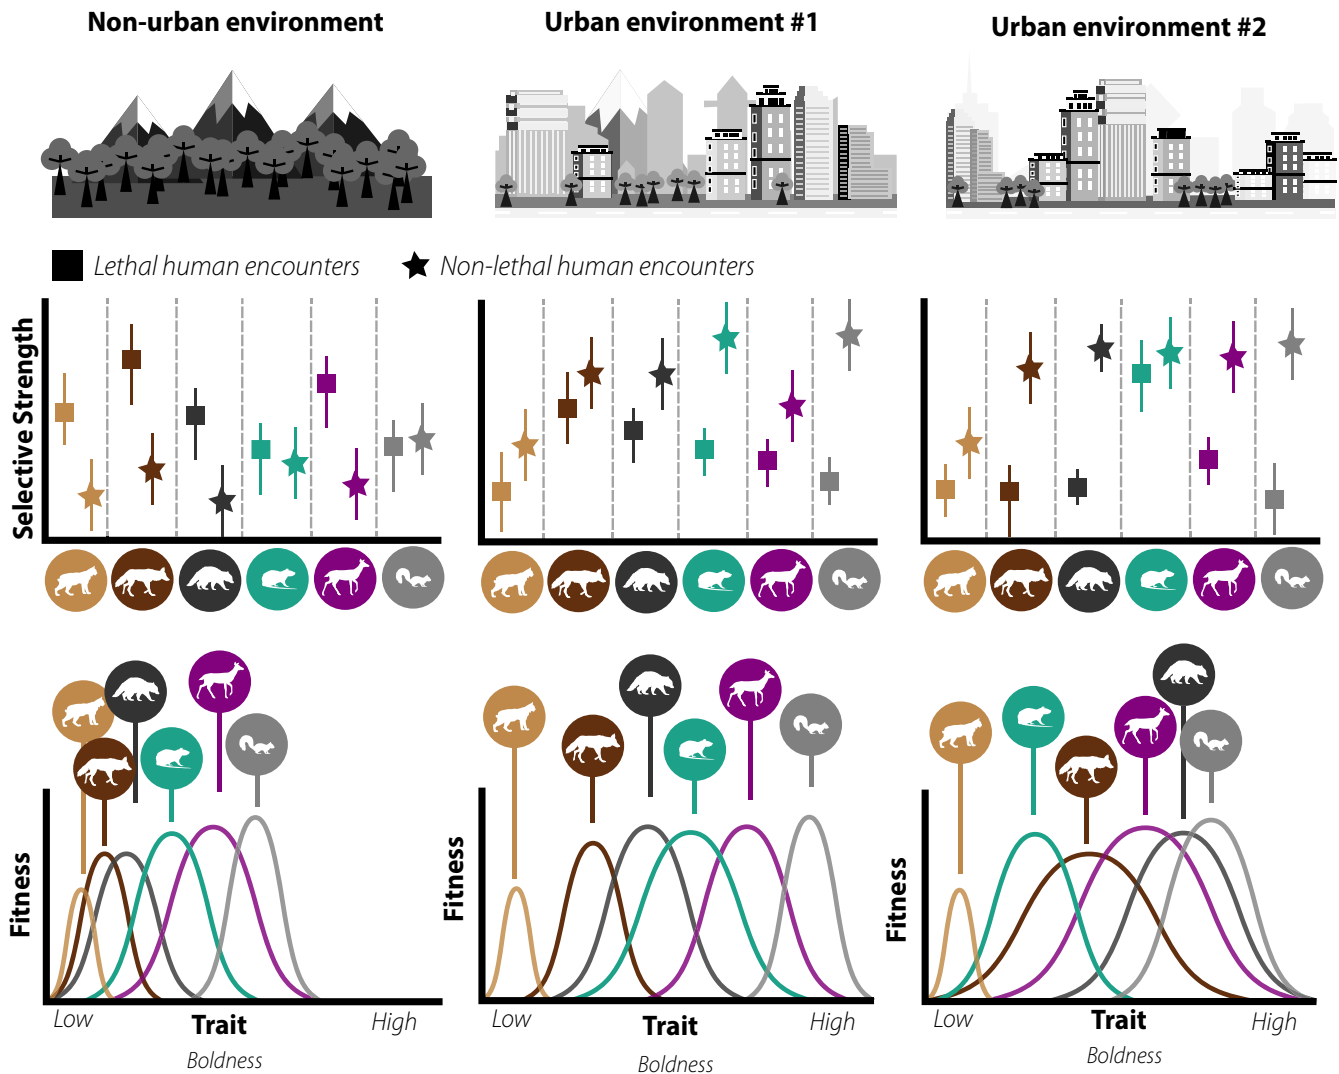 Non-urban environment
Urban environment #1
Urban environment #2
Lethal human encounters
Non-lethal human encounters
Selective Strength
Fitness
Fitness
Fitness
Low
Trait
High
Boldness
Low
Trait
High
Boldness
Low
Trait
High
Boldness